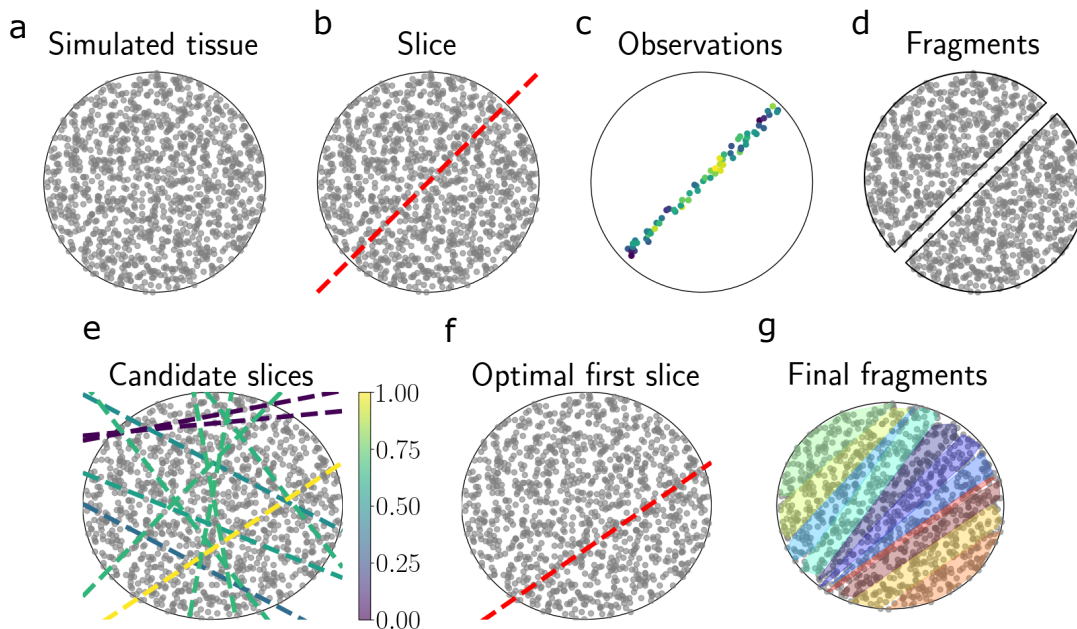 a
Simulated tissue
b
Slice
c
Observations
d
Fragments
e
Candidate slices
1.00
0.75
0.50
0.25
0.00
f
Optimal first slice
g
Final fragments